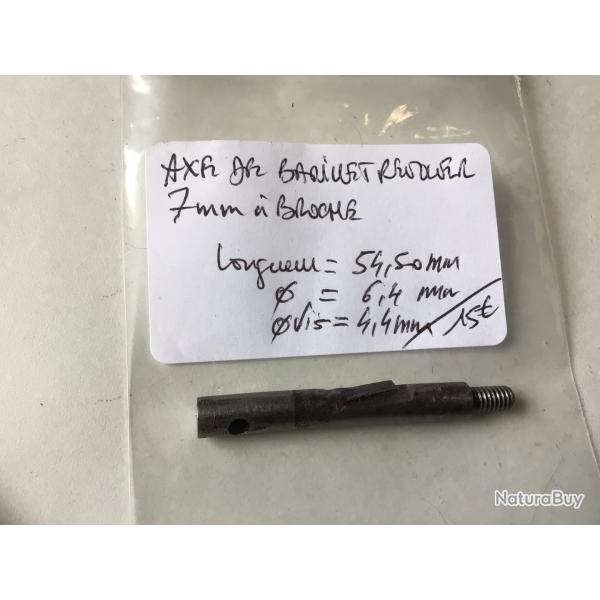 AXE DE BARILLET REVOLVER
7mm à BROCHE
Longueur = 54,50mm
Ø = 6,4 mm
Ø Vis = 4,4mm / 15€
NaturaBuy